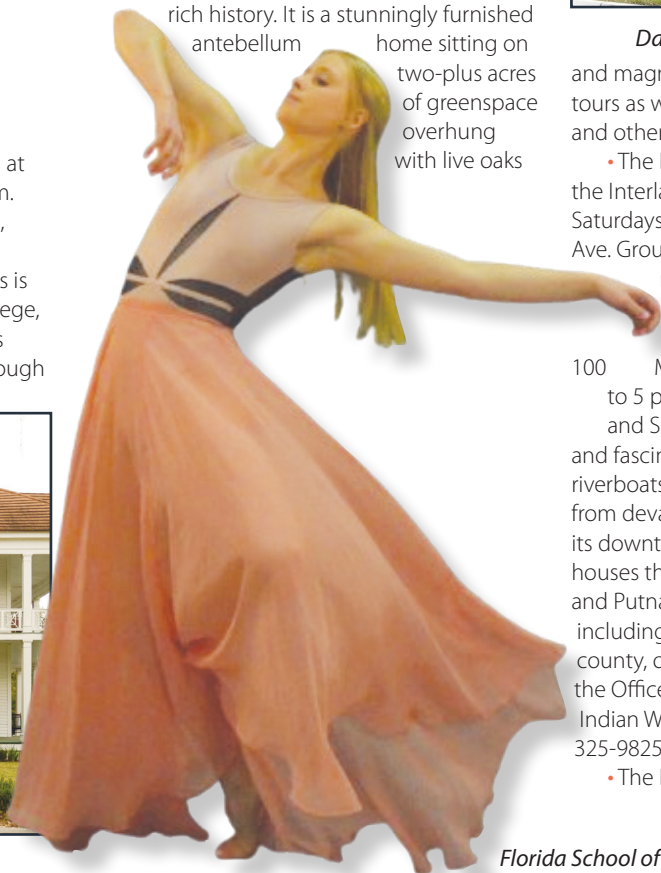 at
m.
,
s is
ege,
s
ough
rich history. It is a stunningly furnished
antebellum home sitting on
two-plus acres
of greenspace
overhung
with live oaks
Da
and magn
tours as w
and other
• The
the Interla
Saturdays
Ave. Grou
100
to 5 p
and S
and fascin
riverboats
from deva
its downt
houses th
and Putna
including
county, c
the Office
Indian W
325-9825
• The
Florida School of